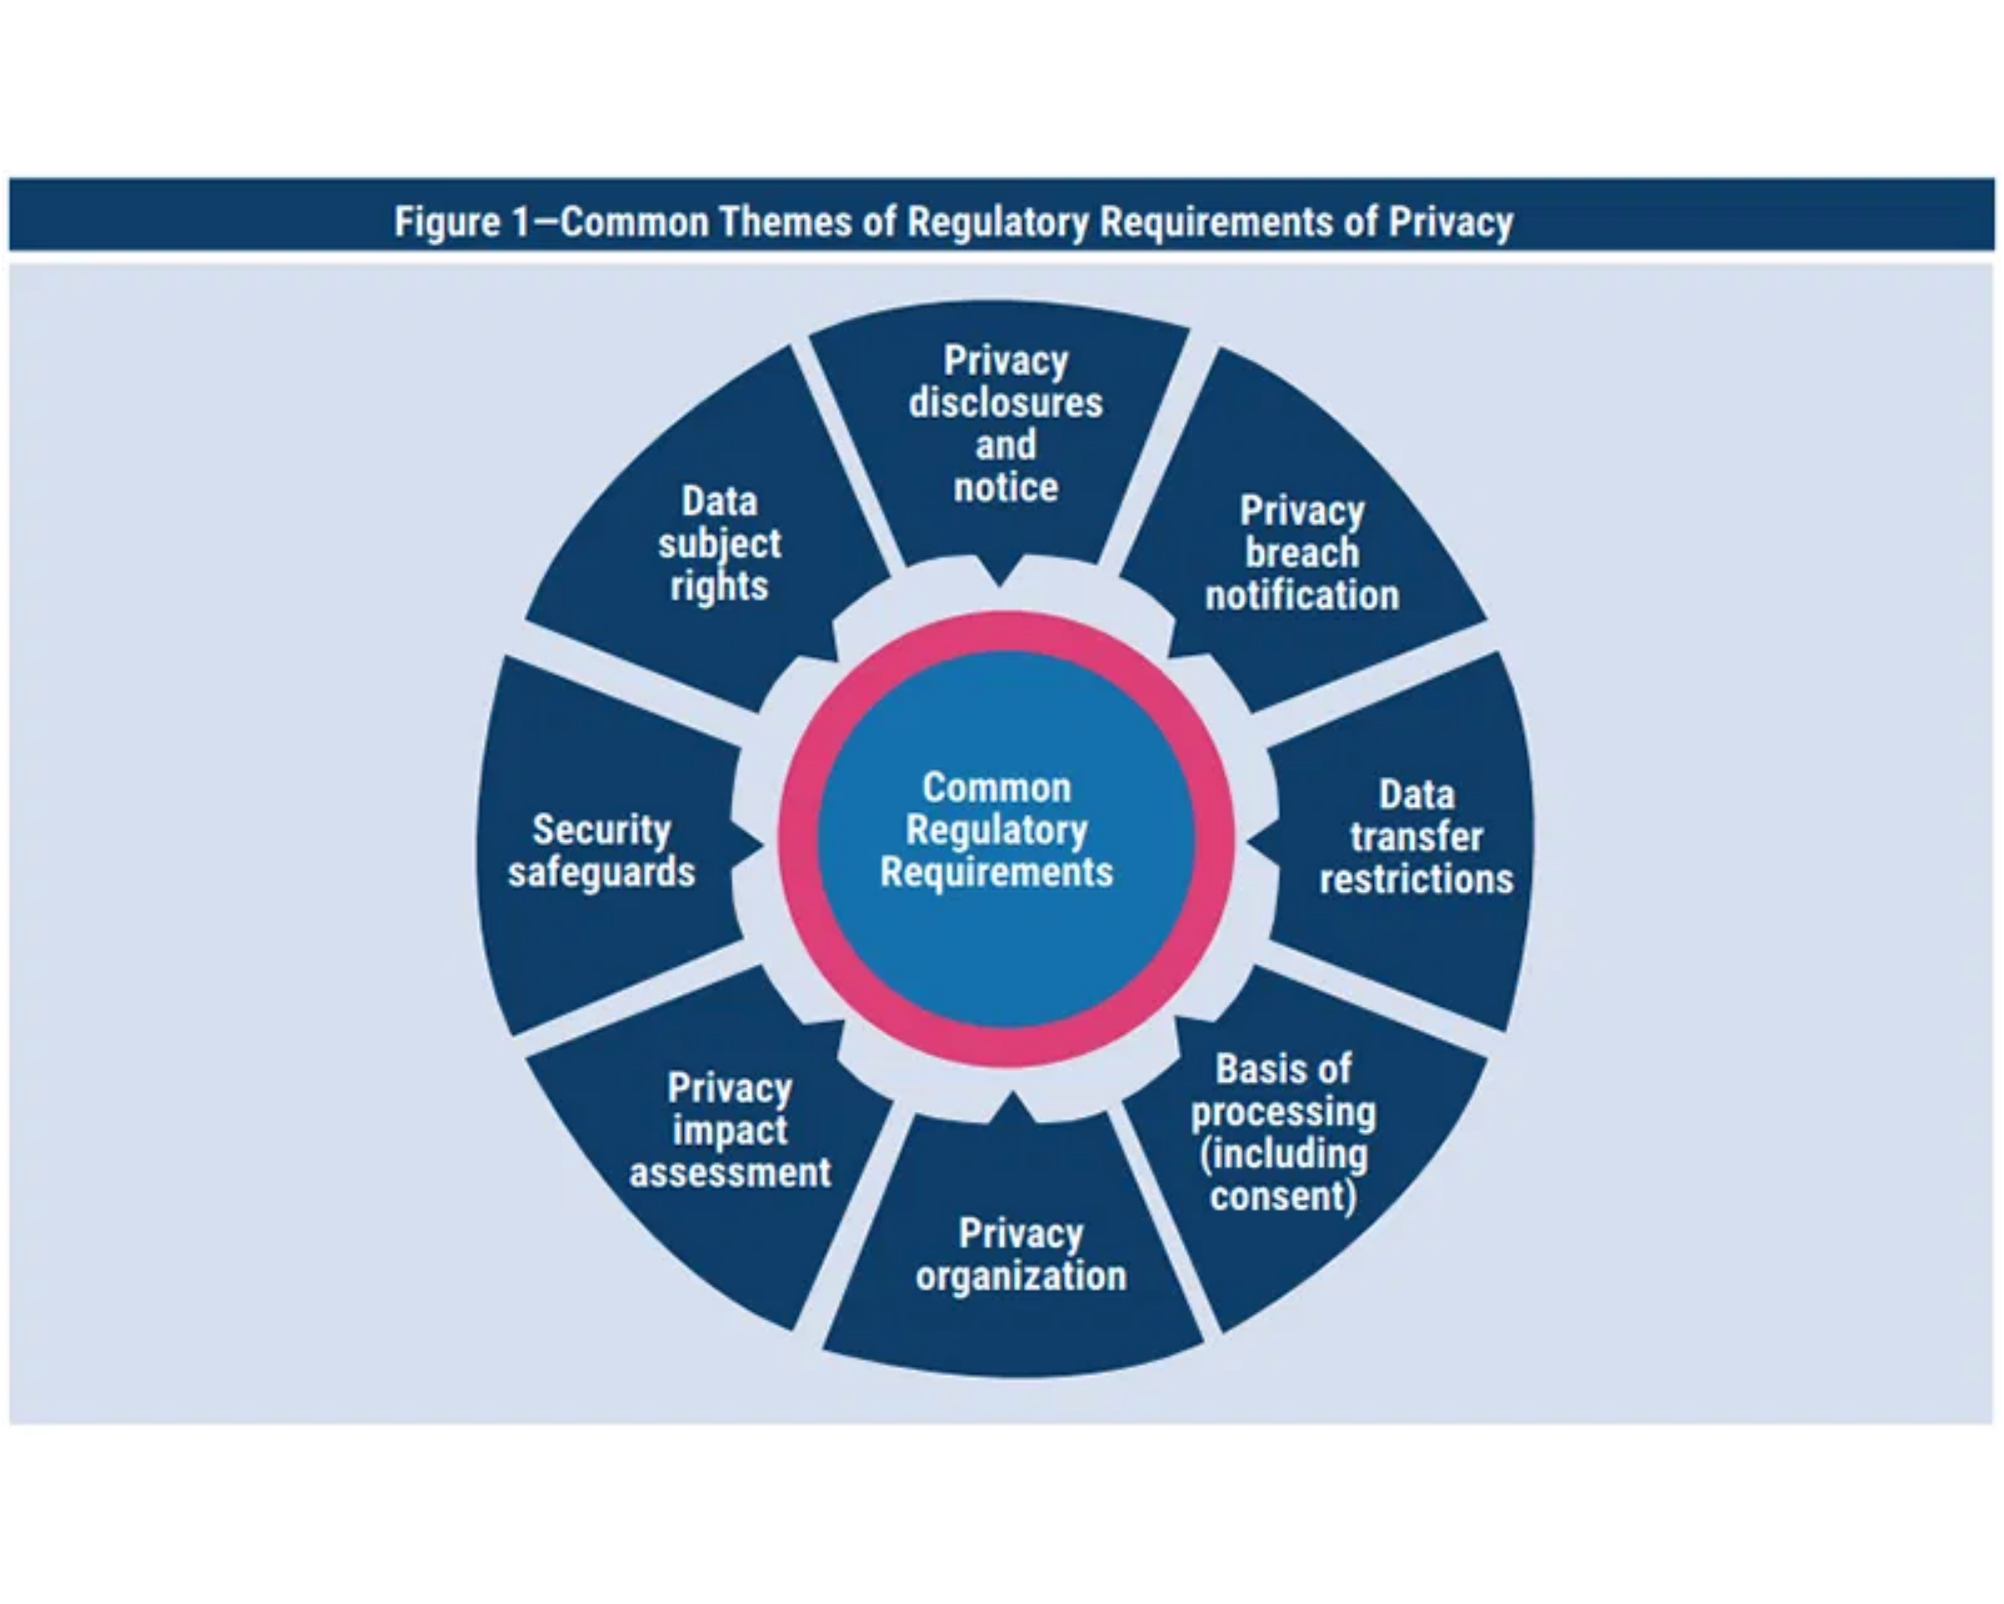 Figure 1—Common Themes of Regulatory Requirements of Privacy
Privacy
disclosures
and
notice
Privacy
breach
notification
Data
transfer
restrictions
Basis of
processing
(including
consent)
Privacy
organization
Privacy
impact
assessment
Security
safeguards
Data
subject
rights
Common
Regulatory
Requirements